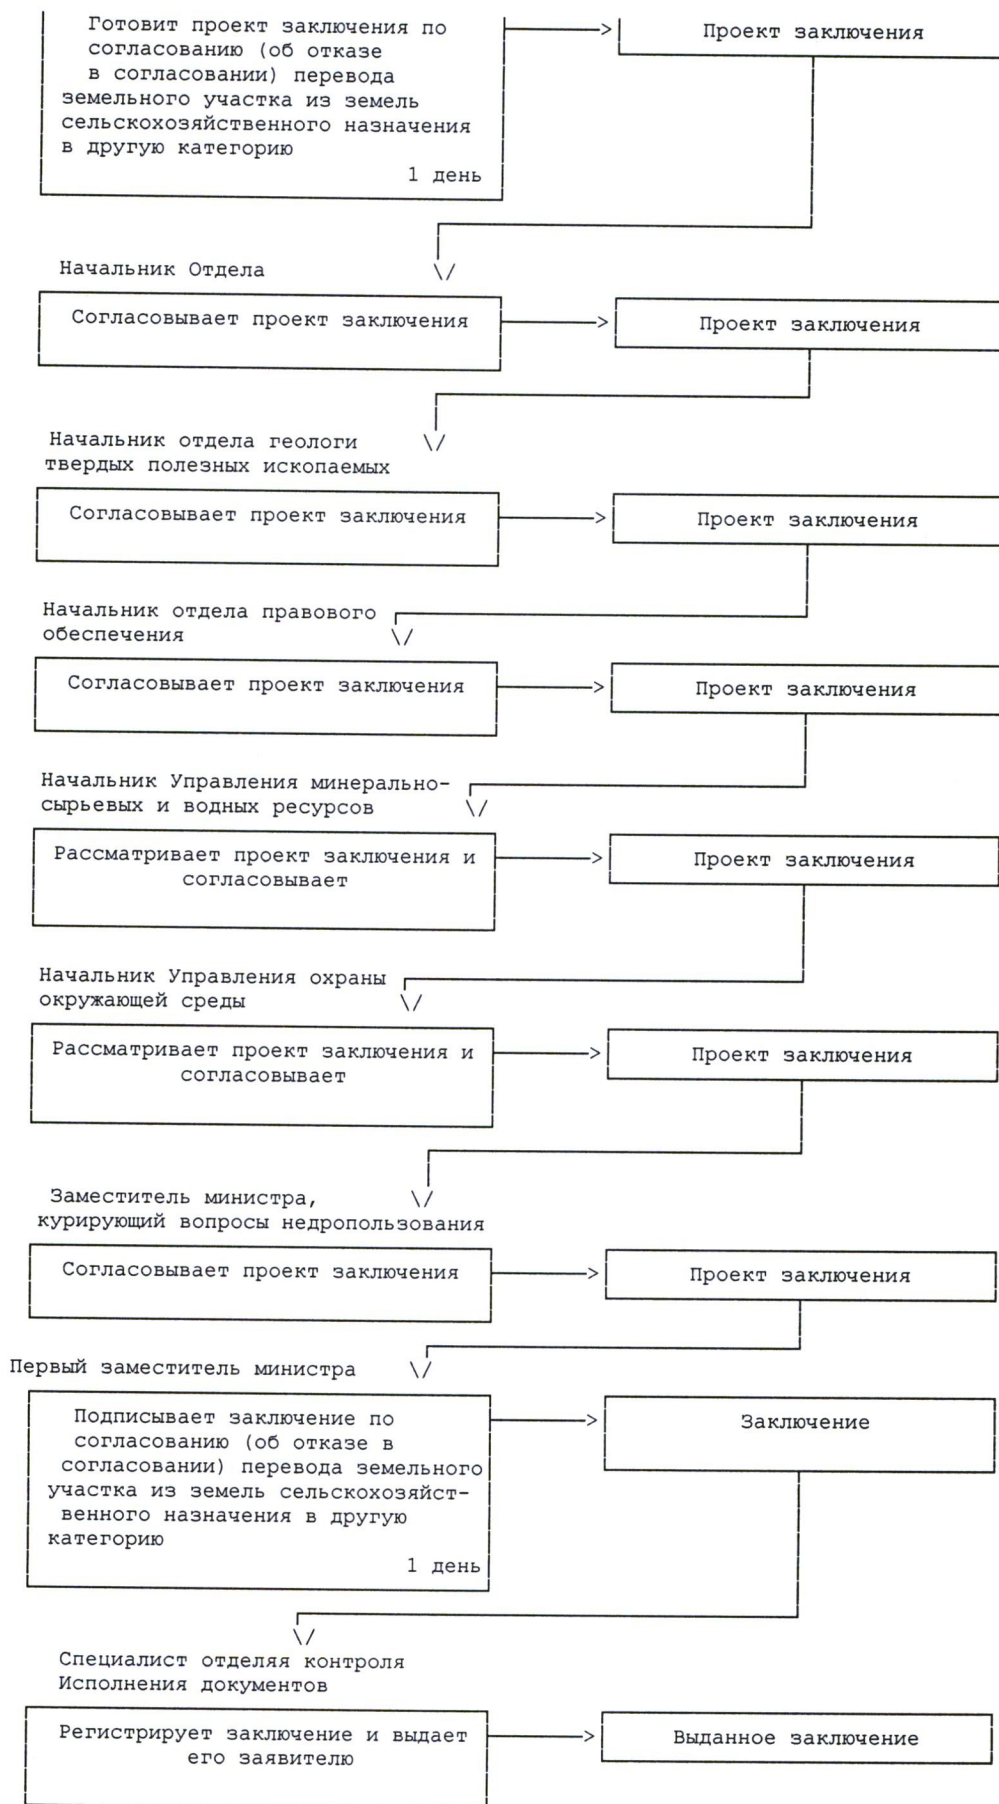 Готовит проект заключения по
согласованию (об отказе
в согласовании) перевода
земельного участка из земель
сельскохозяйственного назначения
в другую категорию
1 день
Проект заключения
Начальник Отдела
Согласовывает проект заключения
Проект заключения
Начальник отдела геологи
твердых полезных ископаемых
Согласовывает проект заключения
Проект заключения
Начальник отдела правового
обеспечения
Согласовывает проект заключения
Проект заключения
Начальник Управления минерально-
сырьевых и водных ресурсов
Рассматривает проект заключения и
согласовывает
Проект заключения
Начальник Управления охраны
окружающей среды
Рассматривает проект заключения и
согласовывает
Проект заключения
Заместитель министра,
курирующий вопросы недропользования
Согласовывает проект заключения
Проект заключения
Первый заместитель министра
Подписывает заключение по
согласованию (об отказе в
согласовании) перевода земельного
участка из земель сельскохозяйст-
венного назначения в другую
категорию
1 день
Заключение
Специалист отделяя контроля
Исполнения документов
Регистрирует заключение и выдает
его заявителю
Выданное заключение